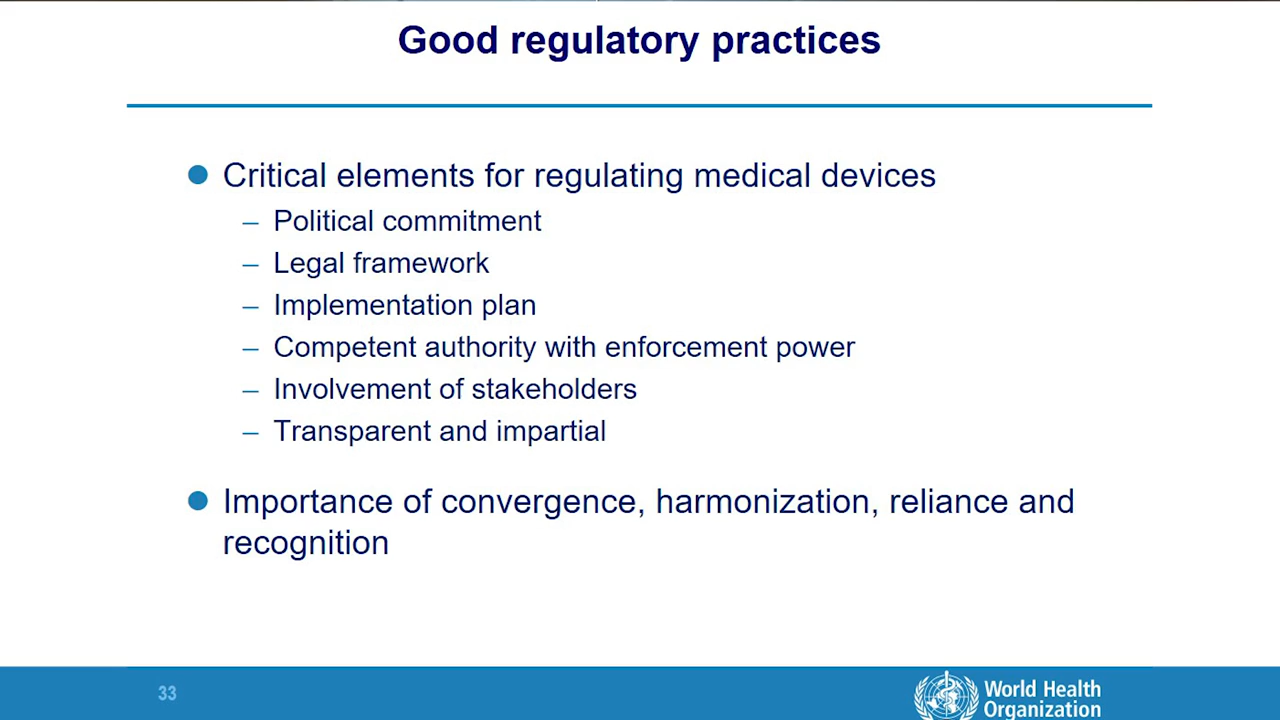 Good regulatory practices
● Critical elements for regulating medical devices
– Political commitment
– Legal framework
– Implementation plan
– Competent authority with enforcement power
– Involvement of stakeholders
– Transparent and impartial
● Importance of convergence, harmonization, reliance and
recognition
33
World Health
Organization